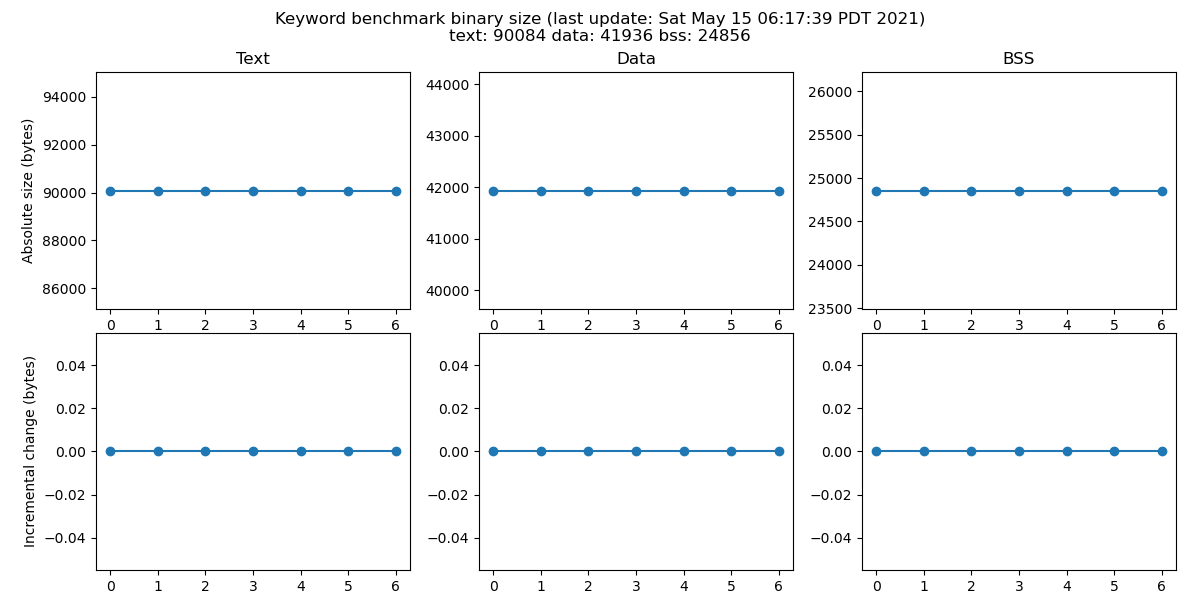 Keyword benchmark binary size (last update: Sat May 15 06:17:39 PDT 2021)
text: 90084 data: 41936 bss: 24856
Text
Absolute size (bytes)
94000
92000
90000
88000
86000
0 1 2 3 4 5 6
Data
44000
43000
42000
41000
40000
0 1 2 3 4 5 6
BSS
26000
25500
25000
24500
24000
23500
0 1 2 3 4 5 6
Incremental change (bytes)
0.04
0.02
0.00
−0.02
−0.04
0 1 2 3 4 5 6
0.04
0.02
0.00
−0.02
−0.04
0 1 2 3 4 5 6
0.04
0.02
0.00
−0.02
−0.04
0 1 2 3 4 5 6